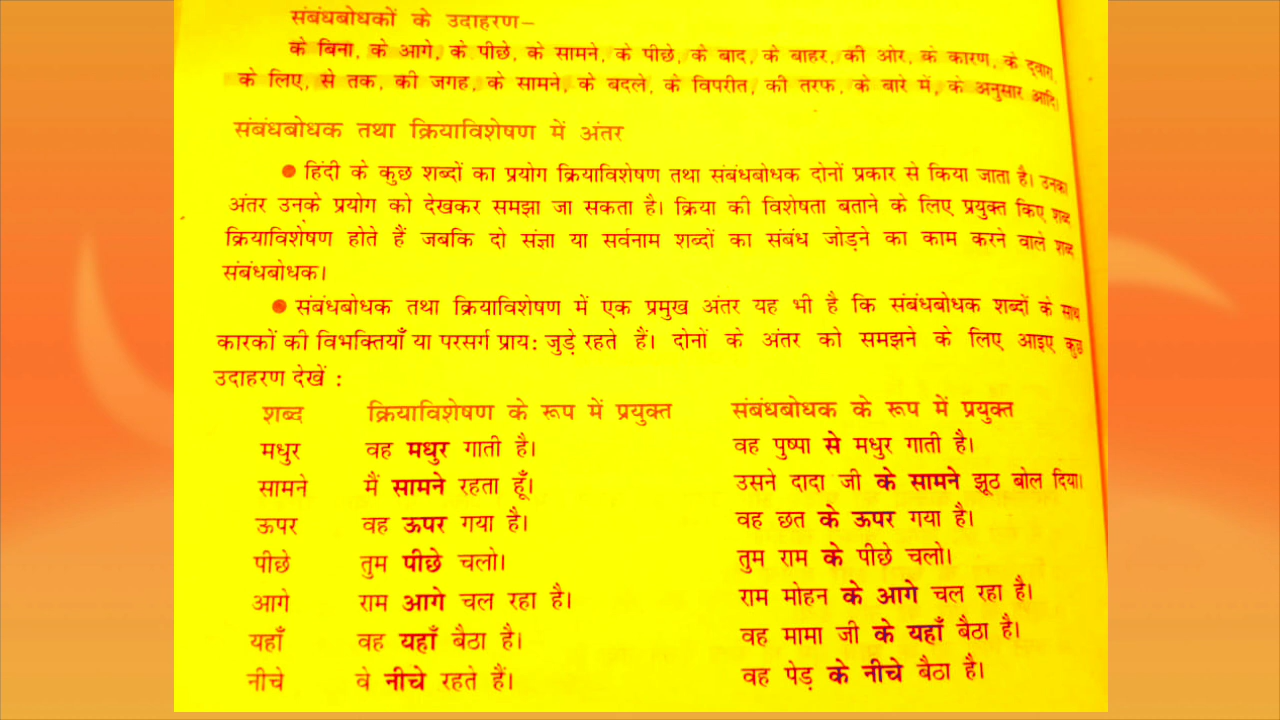 संबंधबोधकों के उदाहरण–
के बिना, के आगे, के पीछे, के सामने, के पीछे, के बाद, के बाहर, की ओर, के कारण, के द्वारा,
के लिए, से तक, की जगह, के सामने, के बदले, के विपरीत, की तरफ, के बारे में, के अनुसार आदि।
संबंधबोधक तथा क्रियाविशेषण में अंतर
● हिंदी के कुछ शब्दों का प्रयोग क्रियाविशेषण तथा संबंधबोधक दोनों प्रकार से किया जाता है। उनका
अंतर उनके प्रयोग को देखकर समझा जा सकता है। क्रिया की विशेषता बताने के लिए प्रयुक्त किए शब्द
क्रियाविशेषण होते हैं जबकि दो संज्ञा या सर्वनाम शब्दों का संबंध जोड़ने का काम करने वाले शब्द
संबंधबोधक।
● संबंधबोधक तथा क्रियाविशेषण में एक प्रमुख अंतर यह भी है कि संबंधबोधक शब्दों के साथ
कारकों की विभक्तियाँ या परसर्ग प्राय: जुड़े रहते हैं। दोनों के अंतर को समझने के लिए आइए कुछ
उदाहरण देखें :
शब्द क्रियाविशेषण के रूप में प्रयुक्त संबंधबोधक के रूप में प्रयुक्त
मधुर वह मधुर गाती है। वह पुष्पा से मधुर गाती है।
सामने मैं सामने रहता हूँ। उसने दादा जी के सामने झूठ बोल दिया।
ऊपर वह ऊपर गया है। वह छत के ऊपर गया है।
पीछे तुम पीछे चलो। तुम राम के पीछे चलो।
आगे राम आगे चल रहा है। राम मोहन के आगे चल रहा है।
यहाँ वह यहाँ बैठा है। वह मामा जी के यहाँ बैठा है।
नीचे वे नीचे रहते हैं। वह पेड़ के नीचे बैठा है।